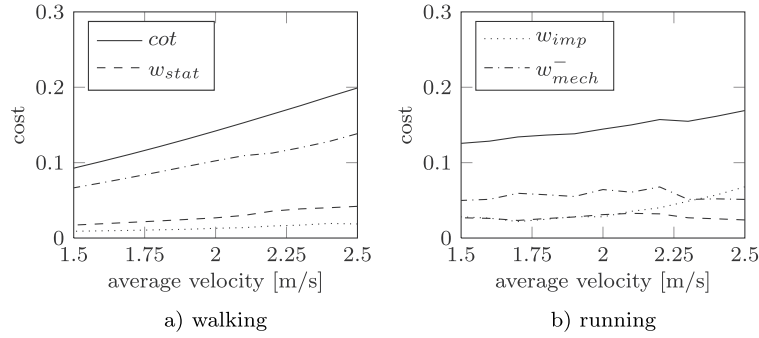 0.3
0.2
0.1
0
cost
cot
w_stat
1.5 1.75 2 2.25 2.5
average velocity [m/s]
a) walking
0.3
0.2
0.1
0
cost
w_imp
w⁻_mech
1.5 1.75 2 2.25 2.5
average velocity [m/s]
b) running